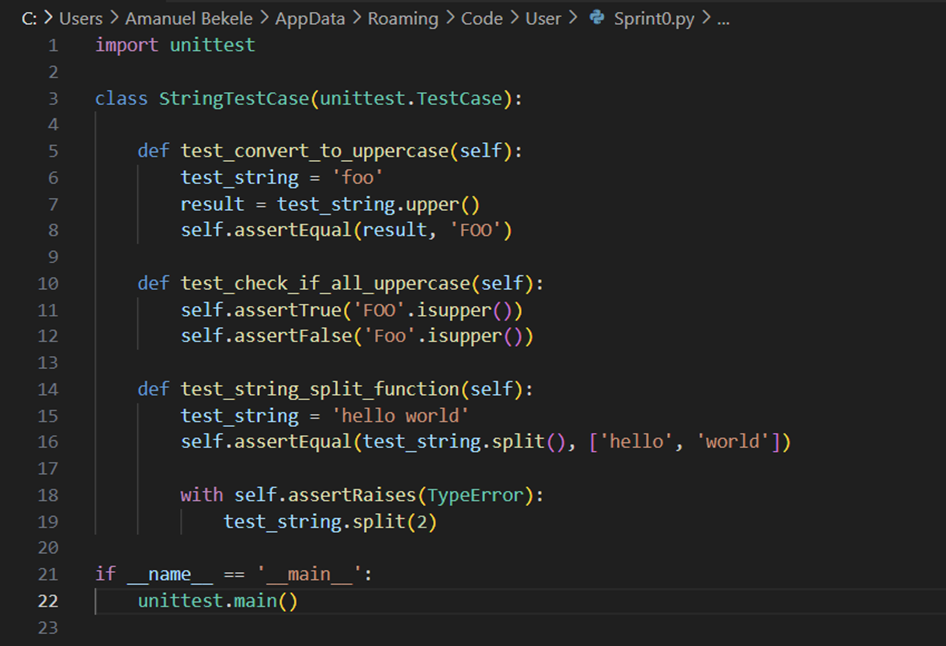 C: > Users > Amanuel Bekele > AppData > Roaming > Code > User > Sprint0.py > ...
1 import unittest
2
3 class StringTestCase(unittest.TestCase):
4
5     def test_convert_to_uppercase(self):
6         test_string = 'foo'
7         result = test_string.upper()
8         self.assertEqual(result, 'FOO')
9
10     def test_check_if_all_uppercase(self):
11         self.assertTrue('FOO'.isupper())
12         self.assertFalse('Foo'.isupper())
13
14     def test_string_split_function(self):
15         test_string = 'hello world'
16         self.assertEqual(test_string.split(), ['hello', 'world'])
17
18         with self.assertRaises(TypeError):
19             test_string.split(2)
20
21 if __name__ == '__main__':
22     unittest.main()
23